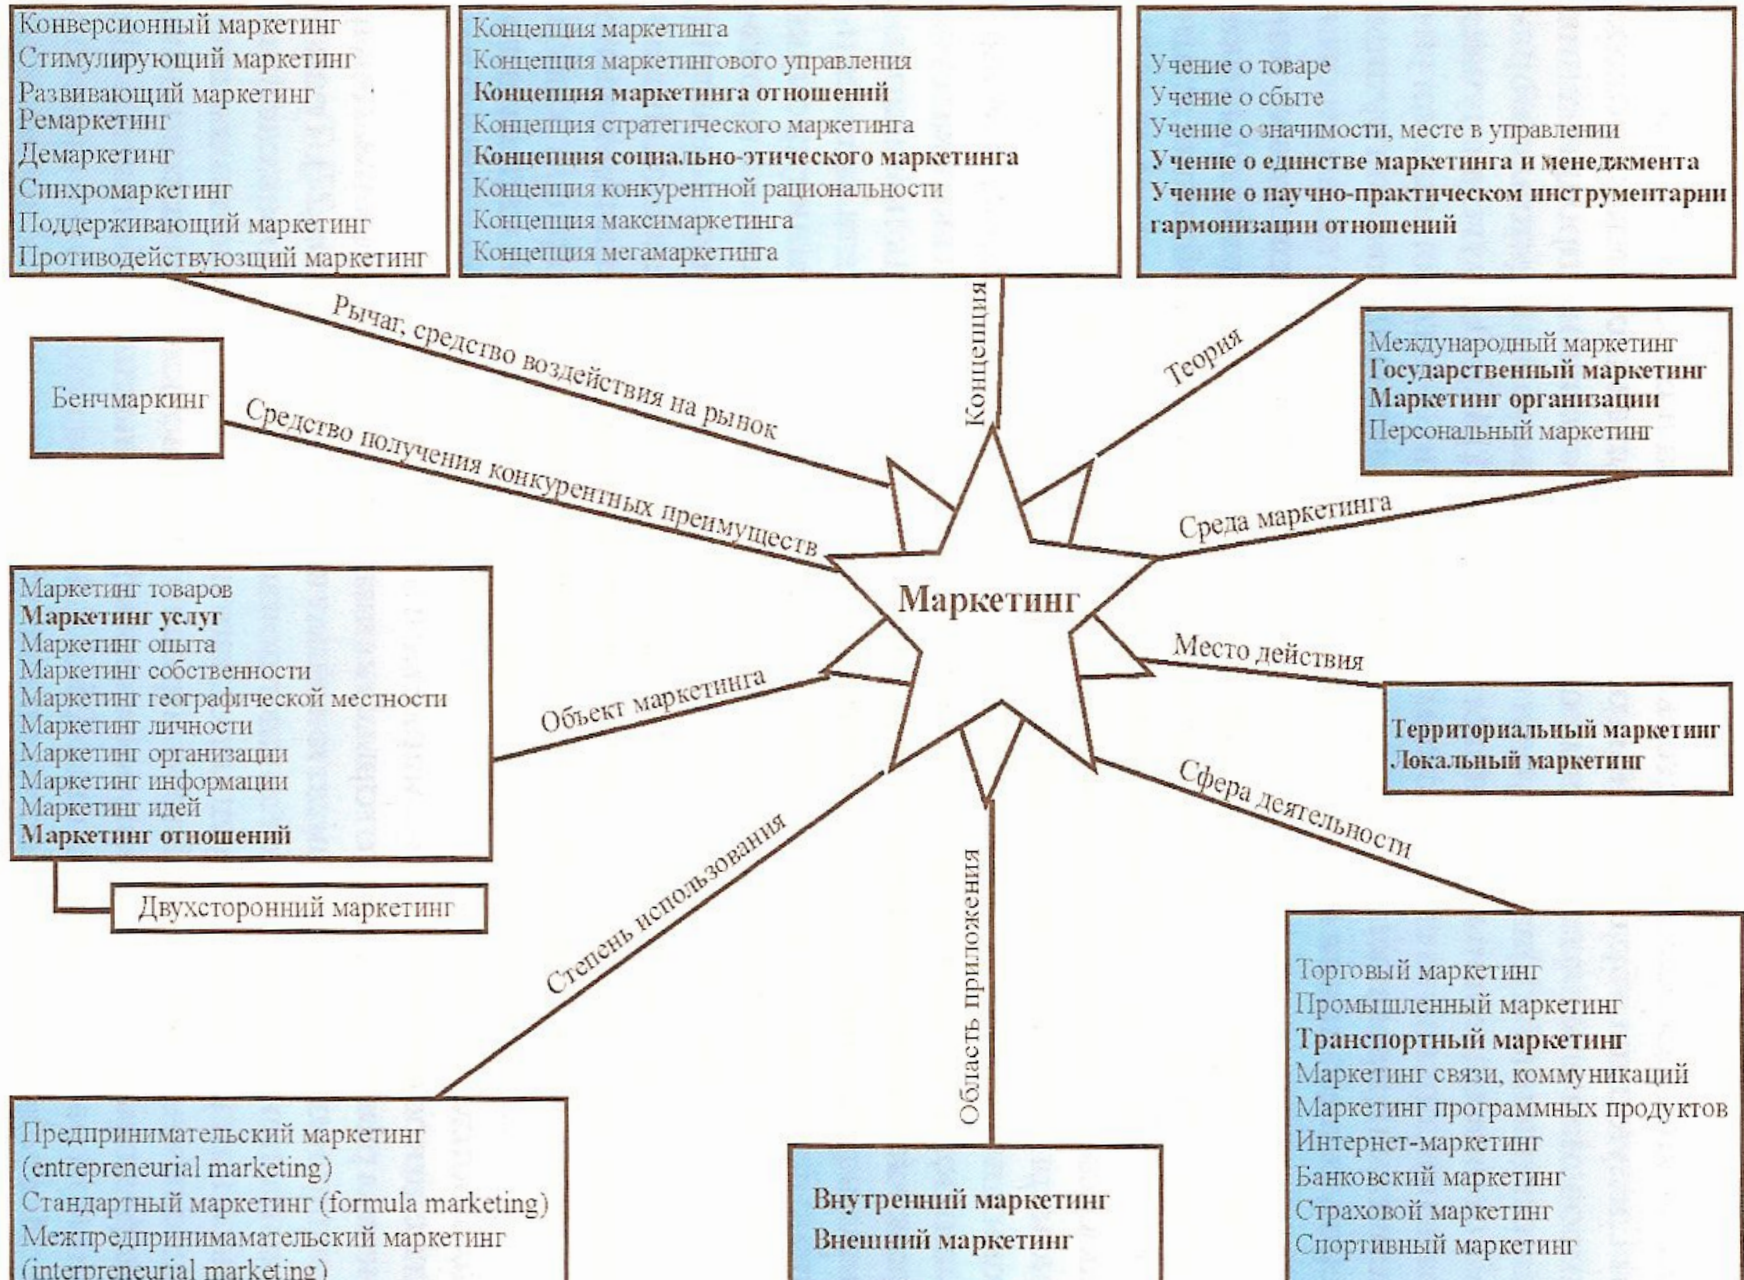 Конверсионный маркетинг
Стимулирующий маркетинг
Развивающий маркетинг
Ремаркетинг
Демаркетинг
Синхромаркетинг
Поддерживающий маркетинг
Противодействуюзщий маркетинг
Концепция маркетинга
Концепция маркетингового управления
Концепция маркетинга отношений
Концепция стратегического маркетинга
Концепция социально-этического маркетинга
Концепция конкурентной рациональности
Концепция максимаркетинга
Концепция мегамаркетинга
Учение о товаре
Учение о сбыте
Учение о значимости, месте в управлении
Учение о единстве маркетинга и менеджмента
Учение о научно-практическом инструментарии
гармонизации отношений
Рычаг, средство воздействия на рынок
Концепция
Теория
Бенчмаркинг
Средство получения конкурентных преимуществ
Международный маркетинг
Государственный маркетинг
Маркетинг организации
Персональный маркетинг
Среда маркетинга
Маркетинг
Маркетинг товаров
Маркетинг услуг
Маркетинг опыта
Маркетинг собственности
Маркетинг географической местности
Маркетинг личности
Маркетинг организации
Маркетинг информации
Маркетинг идей
Маркетинг отношений
Двухсторонний маркетинг
Объект маркетинга
Место действия
Территориальный маркетинг
Локальный маркетинг
Сфера деятельности
Степень использования
Область приложения
Торговый маркетинг
Промышленный маркетинг
Транспортный маркетинг
Маркетинг связи, коммуникаций
Маркетинг программных продуктов
Интернет-маркетинг
Банковский маркетинг
Страховой маркетинг
Спортивный маркетинг
Предпринимательский маркетинг
(entrepreneurial marketing)
Стандартный маркетинг (formula marketing)
Межпредпринимамательский маркетинг
(interpreneurial marketing)
Внутренний маркетинг
Внешний маркетинг